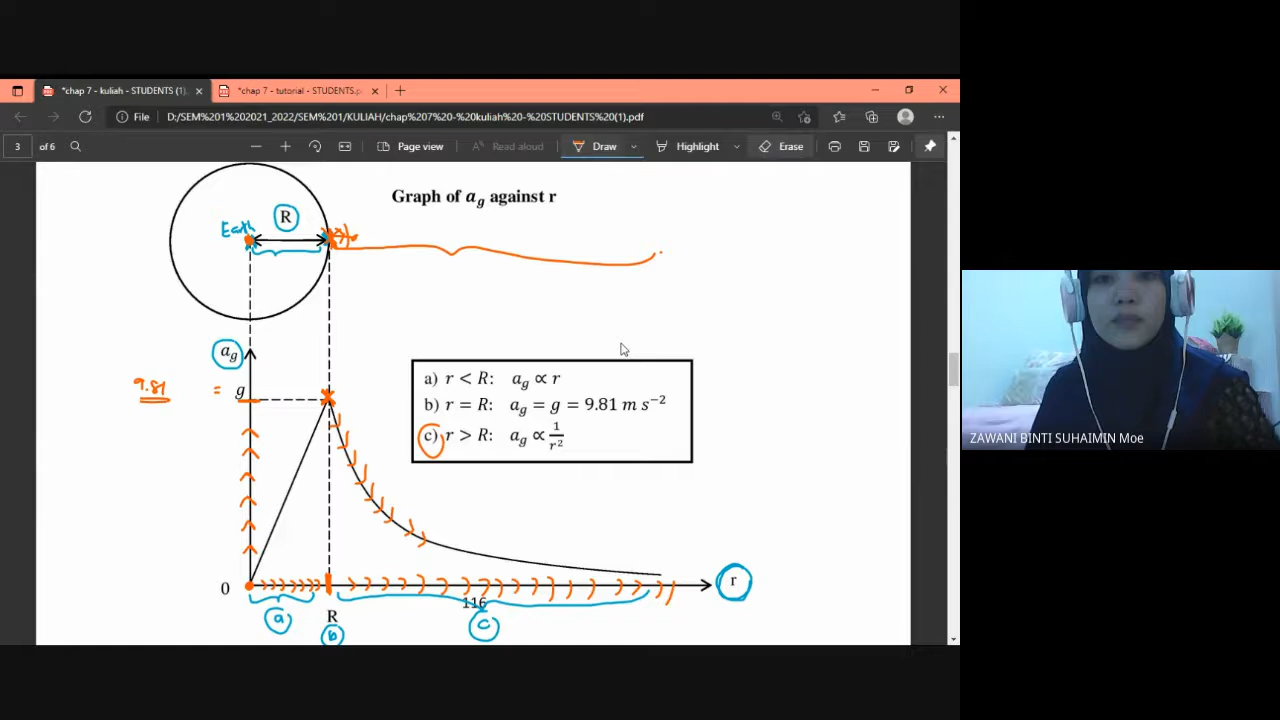 *chap 7 - kuliah - STUDENTS (1).
*chap 7 - tutorial - STUDENTS.p
File
D:/SEM%201%202021_2022/SEM%201/KULIAH/chap%207%20-%20kuliah%20-%20STUDENTS%20(1).pdf
3 of 6
Page view
Read aloud
Draw
Highlight
Erase
Graph of a_g against r
R
Earth
a_g
9.81 = g
a) r < R: a_g ∝ r
b) r = R: a_g = g = 9.81 m s⁻²
c) r > R: a_g ∝ 1/r²
ZAWANI BINTI SUHAIMIN Moe
0
r
116
R
a
b
c